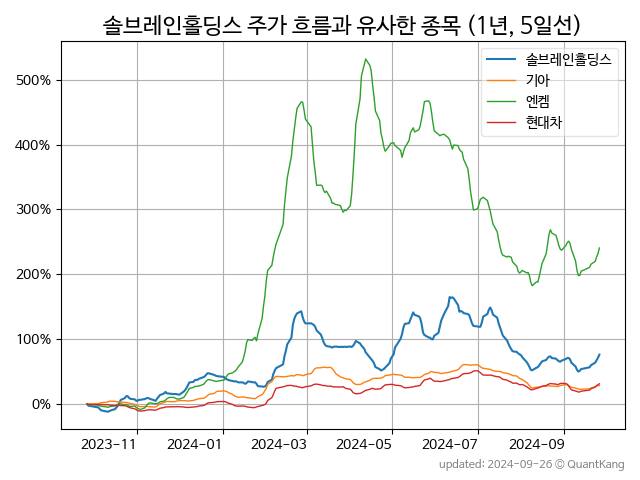 솔브레인홀딩스 주가 흐름과 유사한 종목 (1년, 5일선)
솔브레인홀딩스
기아
엔켐
현대차
500%
400%
300%
200%
100%
0%
2023-11 2024-01 2024-03 2024-05 2024-07 2024-09
updated: 2024-09-26 © QuantKang